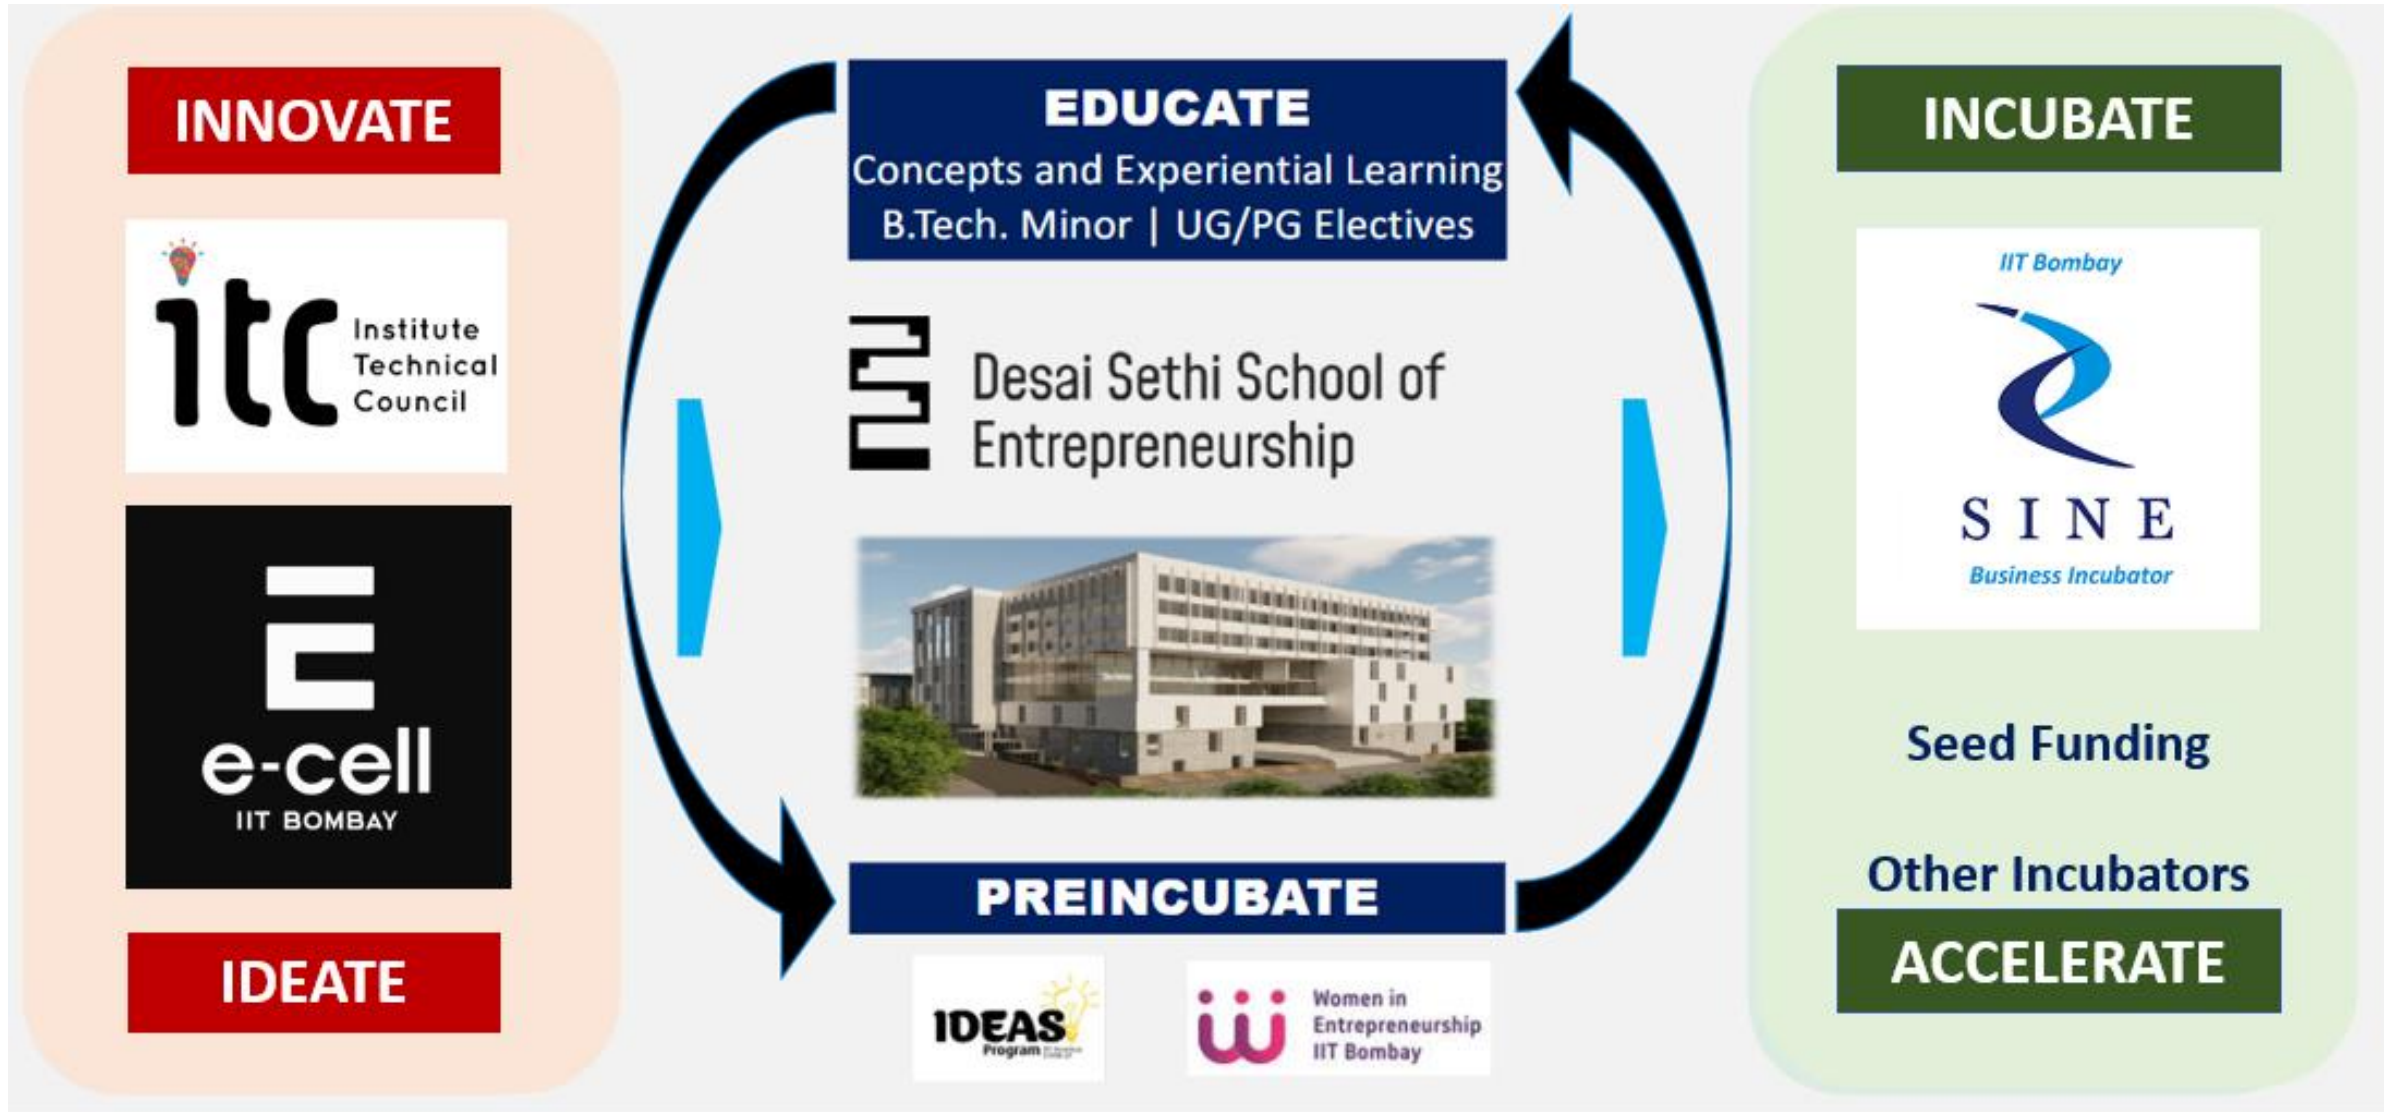 INNOVATE
itc
Institute
Technical
Council
e-cell
IIT BOMBAY
IDEATE
EDUCATE
Concepts and Experiential Learning
B.Tech. Minor | UG/PG Electives
Desai Sethi School of
Entrepreneurship
PREINCUBATE
IDEAS
Program
Women in
Entrepreneurship
IIT Bombay
INCUBATE
IIT Bombay
SINE
Business Incubator
Seed Funding
Other Incubators
ACCELERATE